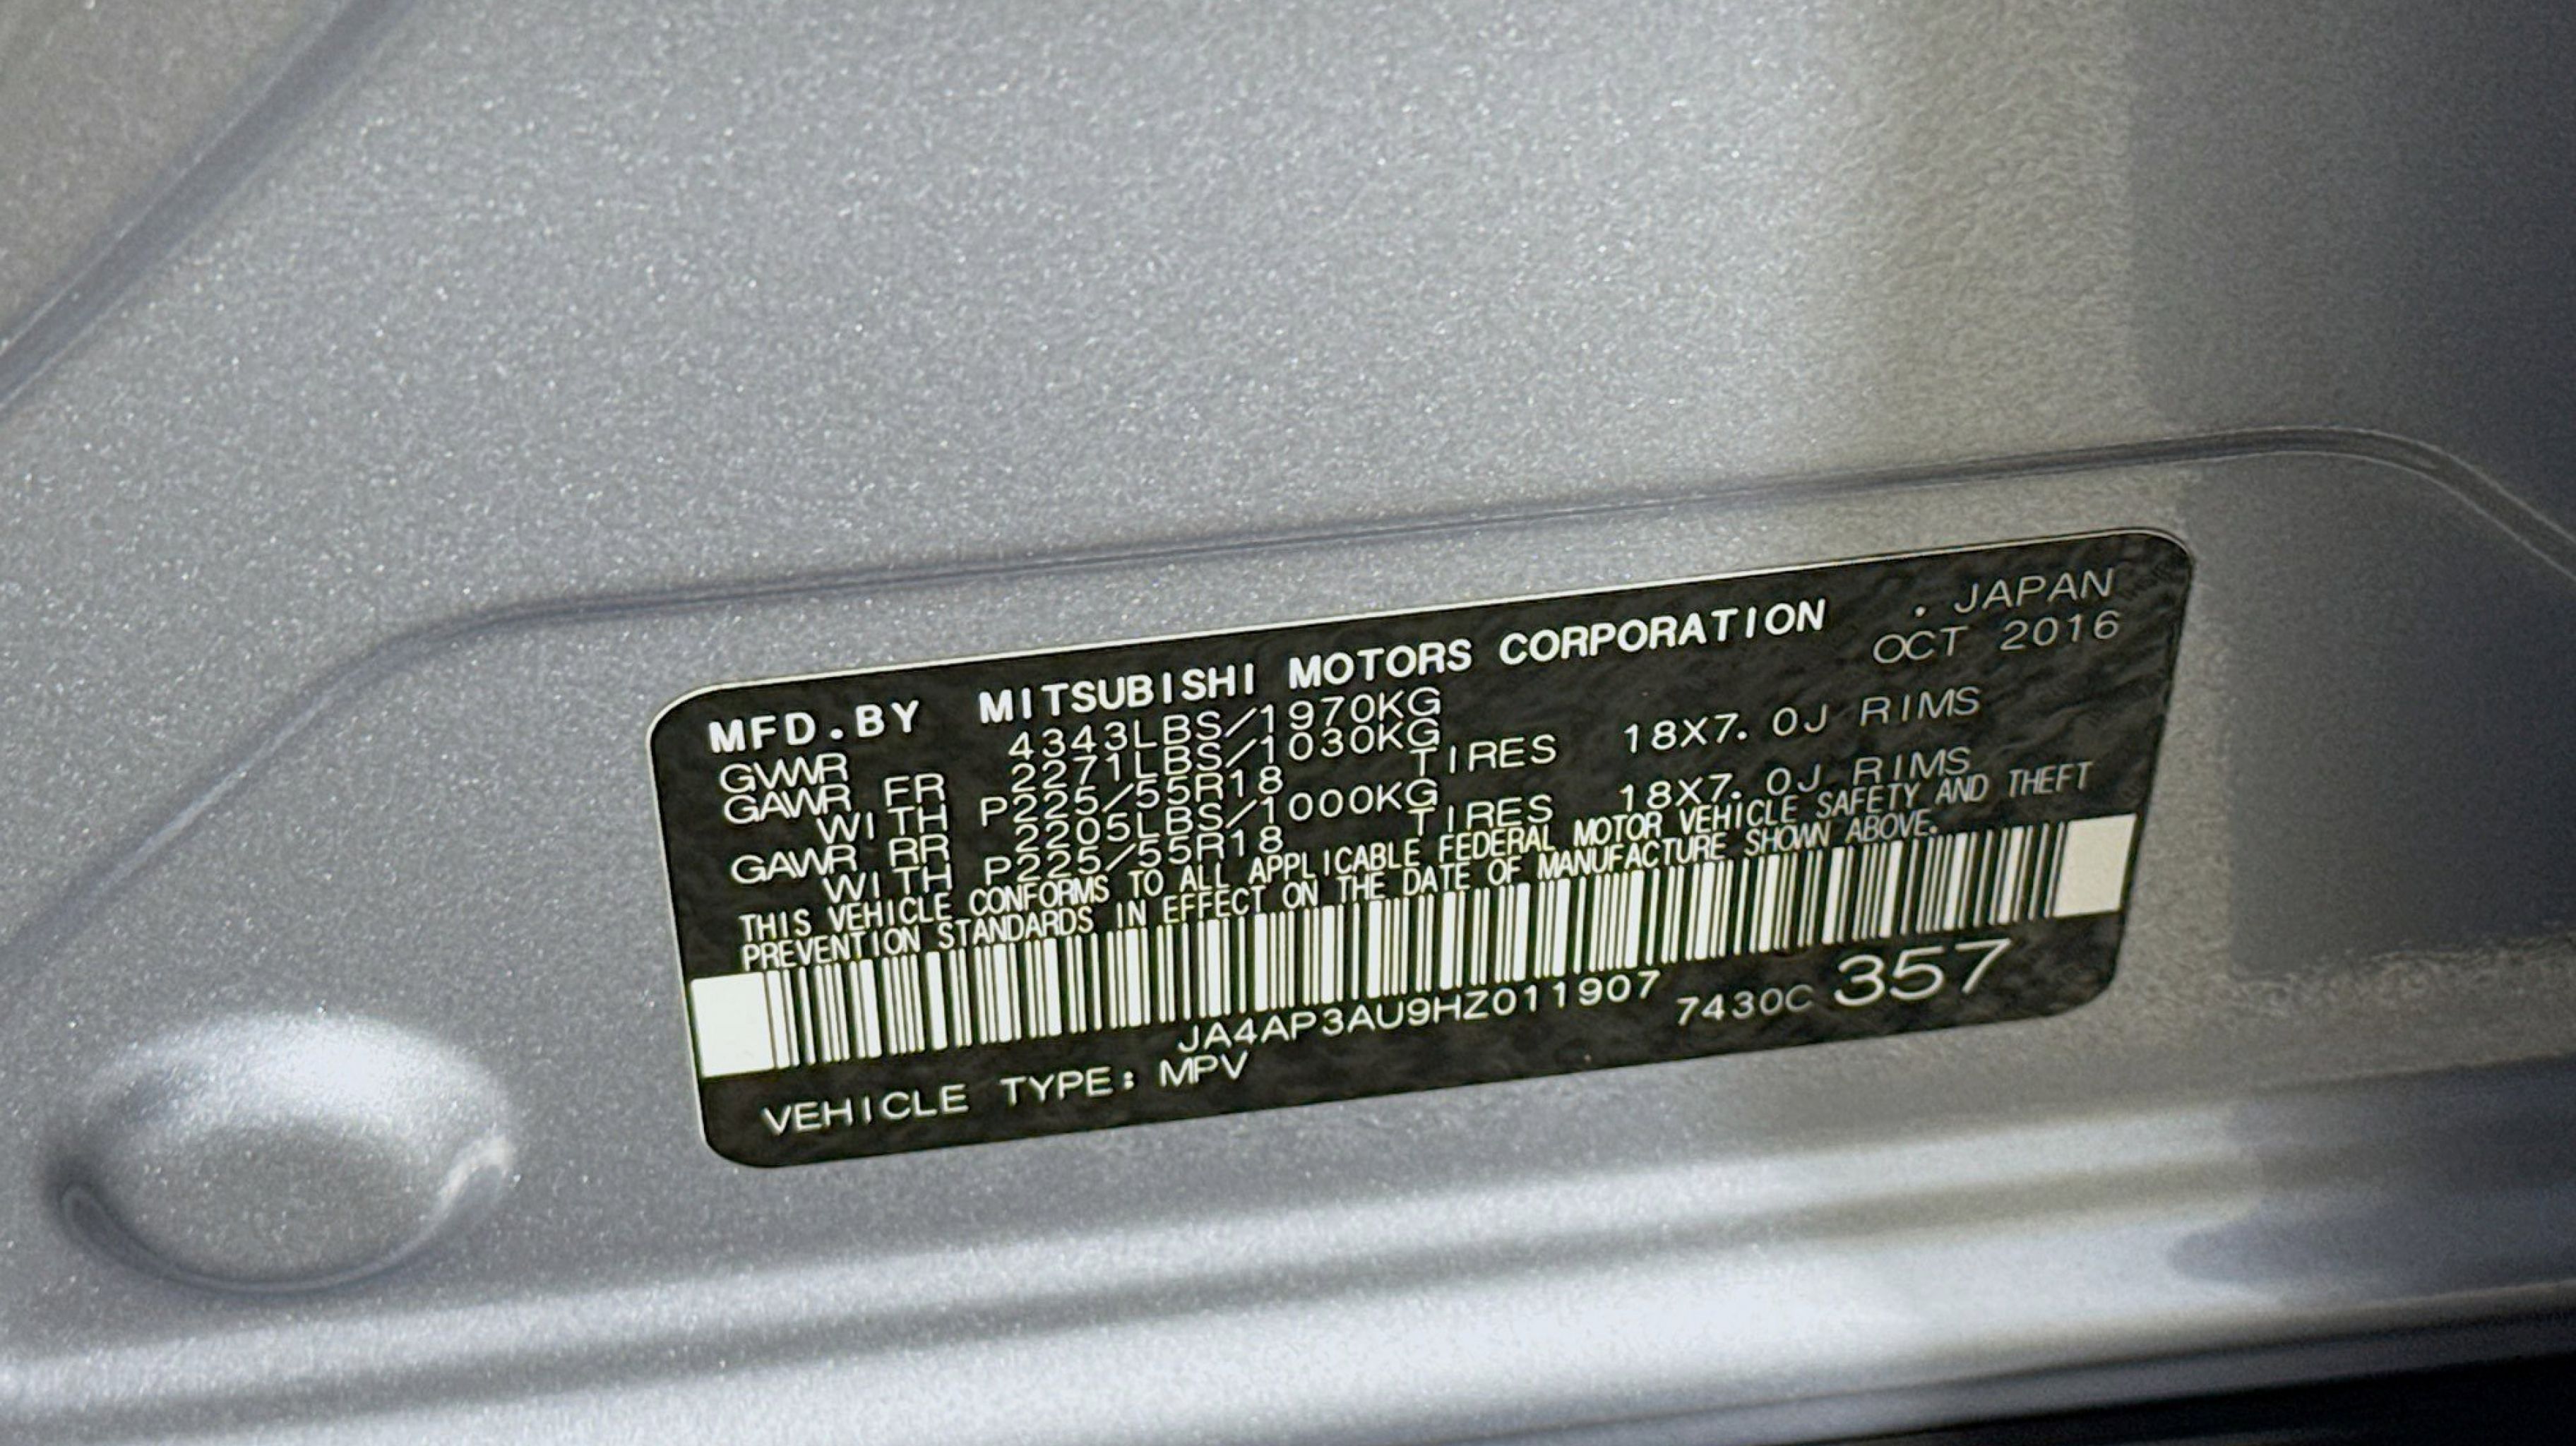 MFD.BY MITSUBISHI MOTORS CORPORATION . JAPAN
OCT 2016
GVWR 4343LBS/1970KG
GAWR FR 2271LBS/1030KG
WITH P225/55R18 TIRES 18X7.0J RIMS
GAWR RR 2205LBS/1000KG
WITH P225/55R18 TIRES 18X7.0J RIMS
THIS VEHICLE CONFORMS TO ALL APPLICABLE FEDERAL MOTOR VEHICLE SAFETY AND THEFT
PREVENTION STANDARDS IN EFFECT ON THE DATE OF MANUFACTURE SHOWN ABOVE.
JA4AP3AU9HZ011907 7430C 357
VEHICLE TYPE: MPV